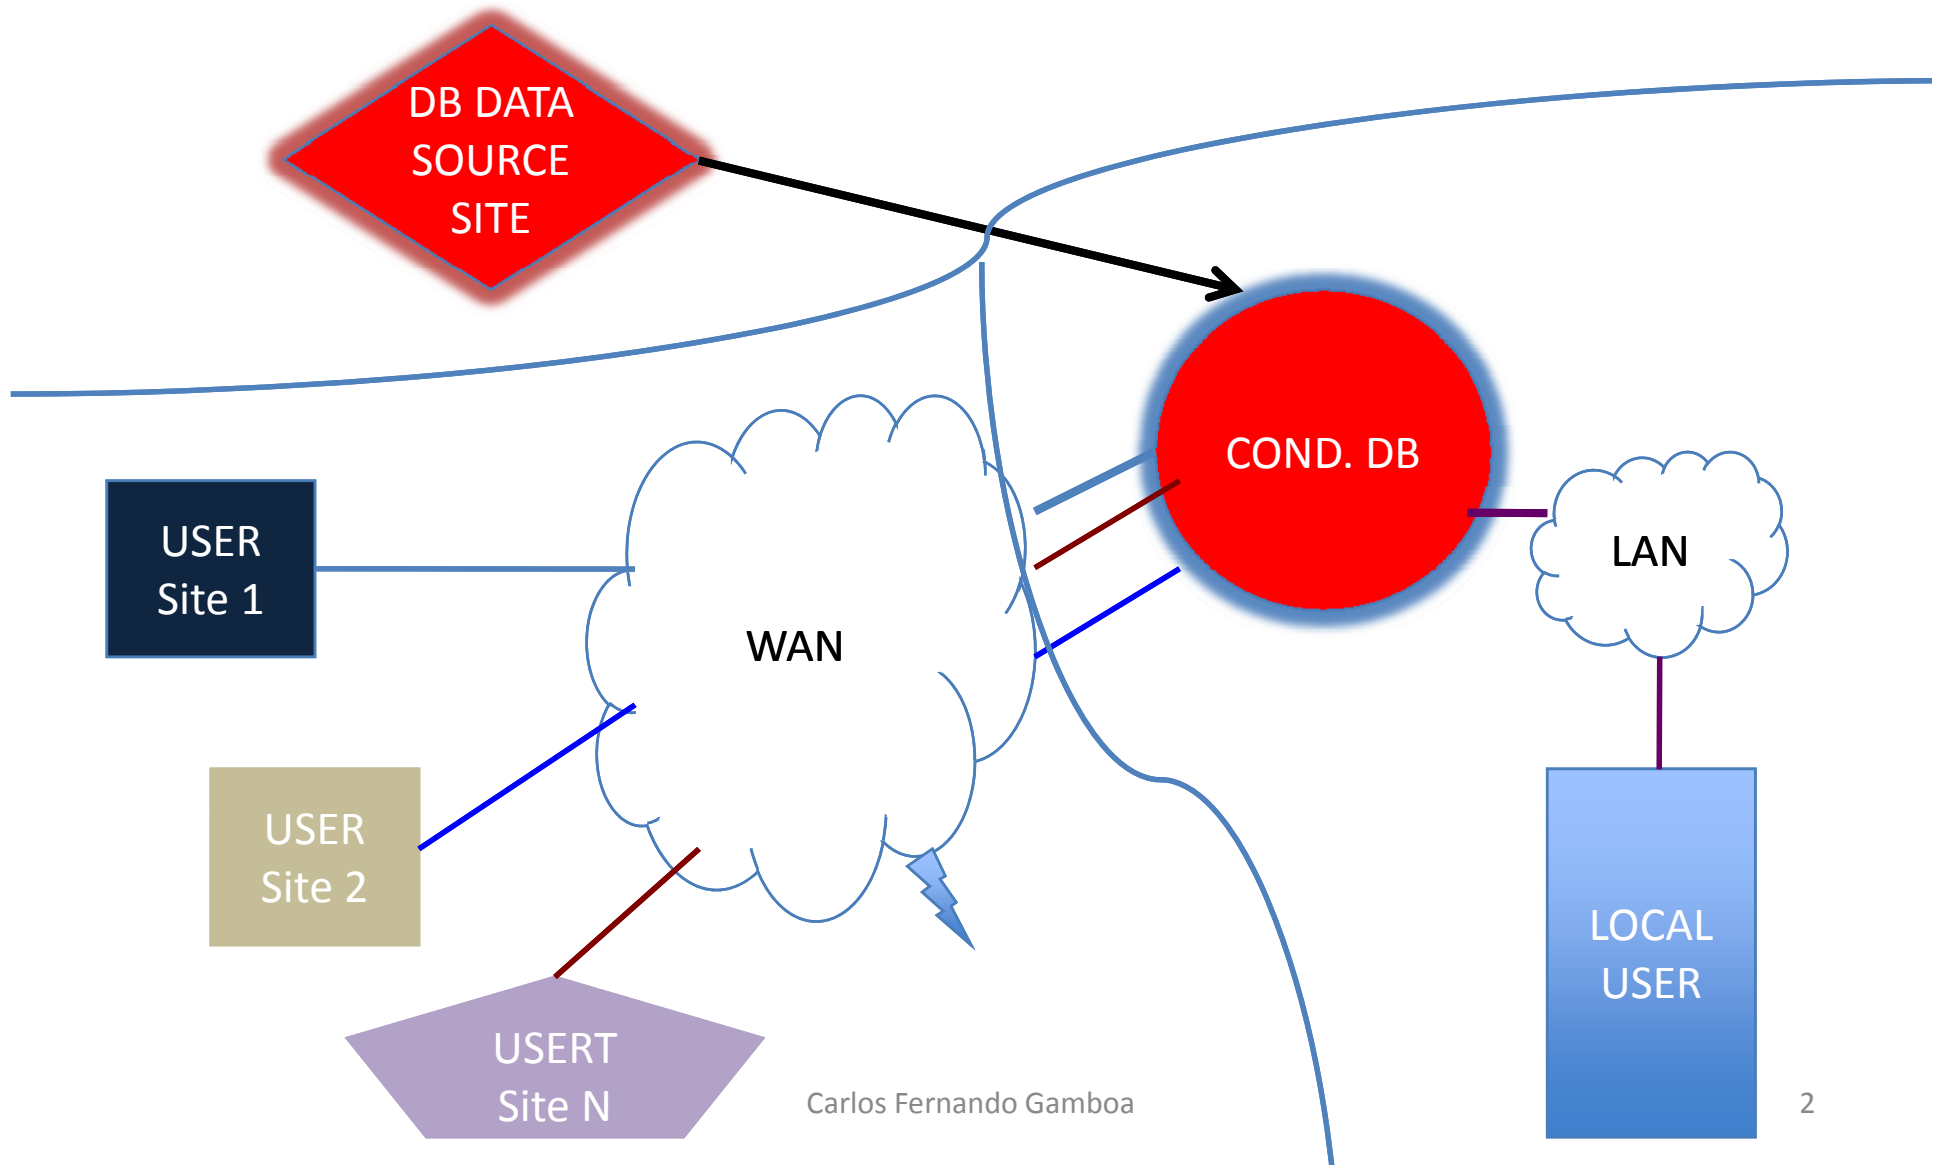 DB DATA
SOURCE
SITE
COND. DB
LAN
USER
Site 1
WAN
USER
Site 2
LOCAL
USER
USERT
Site N
Carlos Fernando Gamboa
2